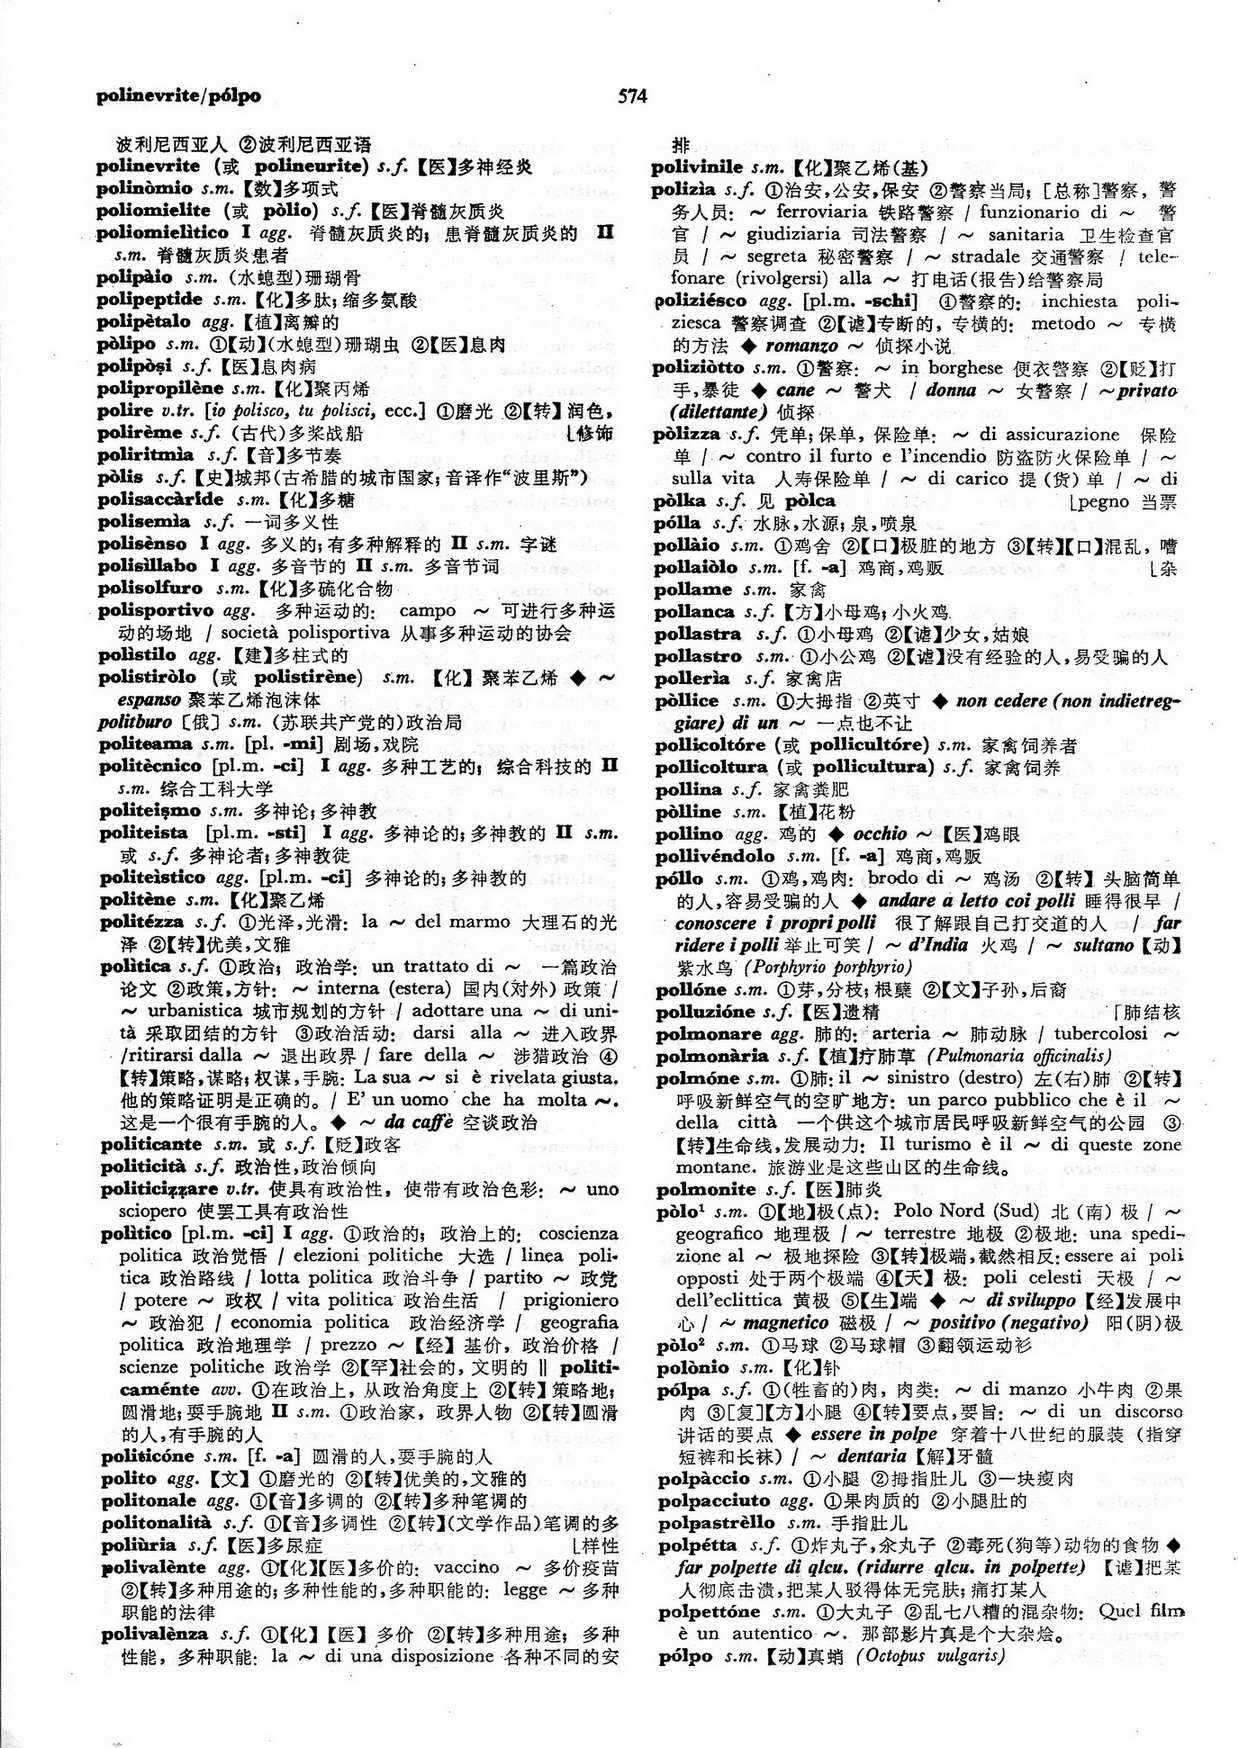 polinevrite/pólpo
574
波利尼西亚人 ②波利尼西亚语
polinevrite (或 polineurite) s.f. 【医】多神经炎
polinòmio s.m. 【数】多项式
poliomielite (或 pòlio) s.f. 【医】脊髓灰质炎
poliomielìtico I agg. 脊髓灰质炎的; 患脊髓灰质炎的 II
s.m. 脊髓灰质炎患者
polipàio s.m. (水螅型)珊瑚骨
polipeptide s.m. 【化】多肽;缩多氨酸
polipètalo agg. 【植】离瓣的
pòlipo s.m. ①【动】(水螅型)珊瑚虫 ②【医】息肉
polipòsi s.f. 【医】息肉病
polipropilène s.m. 【化】聚丙烯
polire v.tr. [io polisco, tu polisci, ecc.] ①磨光 ②【转】润色,
polirème s.f. (古代)多桨战船 ⌊修饰
poliritmìa s.f. 【音】多节奏
pòlis s.f. 【史】城邦(古希腊的城市国家;音译作“波里斯”)
polisaccàride s.m. 【化】多糖
polisemìa s.f. 一词多义性
polisènso I agg. 多义的;有多种解释的 II s.m. 字谜
polisìllabo I agg. 多音节的 II s.m. 多音节词
polisolfuro s.m. 【化】多硫化合物
polisportivo agg. 多种运动的: campo ~ 可进行多种运
动的场地 / società polisportiva 从事多种运动的协会
polìstilo agg. 【建】多柱式的
polistiròlo (或 polistirène) s.m. 【化】聚苯乙烯 ◆ ~
espanso 聚苯乙烯泡沫体
politburo [俄] s.m. (苏联共产党的)政治局
politeama s.m. [pl. -mi] 剧场,戏院
politècnico [pl.m. -ci] I agg. 多种工艺的; 综合科技的 II
s.m. 综合工科大学
politeismo s.m. 多神论;多神教
politeista [pl.m. -sti] I agg. 多神论的;多神教的 II s.m.
或 s.f. 多神论者;多神教徒
politeìstico agg. [pl.m. -ci] 多神论的;多神教的
politène s.m. 【化】聚乙烯
politézza s.f. ①光泽,光滑: la ~ del marmo 大理石的光
泽 ②【转】优美,文雅
polìtica s.f. ①政治; 政治学: un trattato di ~ 一篇政治
论文 ②政策,方针: ~ interna (estera) 国内(对外) 政策 /
~ urbanistica 城市规划的方针 / adottare una ~ di uni-
tà 采取团结的方针 ③政治活动: darsi alla ~ 进入政界
/ritirarsi dalla ~ 退出政界 / fare della ~ 涉猎政治 ④
【转】策略,谋略;权谋,手腕: La sua ~ si è rivelata giusta.
他的策略证明是正确的。/ E' un uomo che ha molta ~.
这是一个很有手腕的人。◆ ~ da caffè 空谈政治
politicante s.m. 或 s.f. 【贬】政客
politicità s.f. 政治性,政治倾向
politicizzare v.tr. 使具有政治性, 使带有政治色彩: ~ uno
sciopero 使罢工具有政治性
polìtico [pl.m. -ci] I agg. ①政治的; 政治上的: coscienza
politica 政治觉悟 / elezioni politiche 大选 / linea poli-
tica 政治路线 / lotta politica 政治斗争 / partito ~ 政党
/ potere ~ 政权 / vita politica 政治生活 / prigioniero
~ 政治犯 / economia politica 政治经济学 / geografia
politica 政治地理学 / prezzo ~ 【经】基价, 政治价格 /
scienze politiche 政治学 ②【罕】社会的, 文明的 ‖ politi-
caménte avv. ①在政治上, 从政治角度上 ②【转】策略地;
圆滑地;耍手腕地 II s.m. ①政治家, 政界人物 ②【转】圆滑
的人,有手腕的人
politicóne s.m. [f. -a] 圆滑的人,耍手腕的人
polito agg. 【文】①磨光的 ②【转】优美的,文雅的
politonale agg. ①【音】多调的 ②【转】多种笔调的
politonalità s.f. ①【音】多调性 ②【转】(文学作品)笔调的多
poliùria s.f. 【医】多尿症 ⌊样性
polivalènte agg. ①【化】【医】多价的: vaccino ~ 多价疫苗
②【转】多种用途的;多种性能的,多种职能的: legge ~ 多种
职能的法律
polivalènza s.f. ①【化】【医】多价 ②【转】多种用途; 多种
性能, 多种职能: la ~ di una disposizione 各种不同的安
排
polivinile s.m. 【化】聚乙烯(基)
polizìa s.f. ①治安,公安,保安 ②警察当局; [总称]警察, 警
务人员: ~ ferroviaria 铁路警察 / funzionario di ~ 警
官 / ~ giudiziaria 司法警察 / ~ sanitaria 卫生检查官
员 / ~ segreta 秘密警察 / ~ stradale 交通警察 / tele-
fonare (rivolgersi) alla ~ 打电话(报告)给警察局
poliziésco agg. [pl.m. -schi] ①警察的: inchiesta poli-
ziesca 警察调查 ②【谑】专断的, 专横的: metodo ~ 专横
的方法 ◆ romanzo ~ 侦探小说
poliziòtto s.m. ①警察: ~ in borghese 便衣警察 ②【贬】打
手,暴徒 ◆ cane ~ 警犬 / donna ~ 女警察 / ~privato
(dilettante) 侦探
pòlizza s.f. 凭单;保单, 保险单: ~ di assicurazione 保险
单 / ~ contro il furto e l'incendio 防盗防火保险单 / ~
sulla vita 人寿保险单 / ~ di carico 提 (货) 单 / ~ di
pòlka s.f. 见 pòlca ⌊pegno 当票
pólla s.f. 水脉,水源;泉,喷泉
pollàio s.m. ①鸡舍 ②【口】极脏的地方 ③【转】【口】混乱, 嘈
pollaiòlo s.m. [f. -a] 鸡商,鸡贩 ⌊杂
pollame s.m. 家禽
pollanca s.f. 【方】小母鸡;小火鸡
pollastra s.f. ①小母鸡 ②【谑】少女,姑娘
pollastro s.m. ①小公鸡 ②【谑】没有经验的人,易受骗的人
pollerìa s.f. 家禽店
pòllice s.m. ①大拇指 ②英寸 ◆ non cedere (non indietreg-
giare) di un ~ 一点也不让
pollicoltóre (或 pollicultóre) s.m. 家禽饲养者
pollicoltura (或 pollicultura) s.f. 家禽饲养
pollina s.f. 家禽粪肥
pòlline s.m. 【植】花粉
pollino agg. 鸡的 ◆ occhio ~ 【医】鸡眼
pollivéndolo s.m. [f. -a] 鸡商,鸡贩
póllo s.m. ①鸡,鸡肉: brodo di ~ 鸡汤 ②【转】头脑简单
的人,容易受骗的人 ◆ andare a letto coi polli 睡得很早 /
conoscere i propri polli 很了解跟自己打交道的人 / far
ridere i polli 举止可笑 / ~ d'India 火鸡 / ~ sultano 【动】
紫水鸟 (Porphyrio porphyrio)
pollóne s.m. ①芽,分枝;根蘖 ②【文】子孙,后裔
polluzióne s.f. 【医】遗精 ⌈肺结核
polmonare agg. 肺的: arteria ~ 肺动脉 / tubercolosi ~
polmonària s.f. 【植】疗肺草 (Pulmonaria officinalis)
polmóne s.m. ①肺: il ~ sinistro (destro) 左(右)肺 ②【转】
呼吸新鲜空气的空旷地方: un parco pubblico che è il ~
della città 一个供这个城市居民呼吸新鲜空气的公园 ③
【转】生命线,发展动力: Il turismo è il ~ di queste zone
montane. 旅游业是这些山区的生命线。
polmonite s.f. 【医】肺炎
pòlo¹ s.m. ①【地】极(点): Polo Nord (Sud) 北 (南) 极 / ~
geografico 地理极 / ~ terrestre 地极 ②极地: una spedi-
zione al ~ 极地探险 ③【转】极端,截然相反: essere ai poli
opposti 处于两个极端 ④【天】极: poli celesti 天极 / ~
dell'eclittica 黄极 ⑤【生】端 ◆ ~ di sviluppo 【经】发展中
心 / ~ magnetico 磁极 / ~ positivo (negativo) 阳(阴)极
pòlo² s.m. ①马球 ②马球帽 ③翻领运动衫
polònio s.m. 【化】钋
pólpa s.f. ①(牲畜的)肉, 肉类: ~ di manzo 小牛肉 ②果
肉 ③[复]【方】小腿 ④【转】要点,要旨: ~ di un discorso
讲话的要点 ◆ essere in polpe 穿着十八世纪的服装 (指穿
短裤和长袜) / ~ dentaria 【解】牙髓
polpàccio s.m. ①小腿 ②拇指肚儿 ③一块瘦肉
polpacciuto agg. ①果肉质的 ②小腿肚的
polpastrèllo s.m. 手指肚儿
polpétta s.f. ①炸丸子,氽丸子 ②毒死(狗等)动物的食物 ◆
far polpette di qlcu. (ridurre qlcu. in polpette) 【谑】把某
人彻底击溃,把某人驳得体无完肤;痛打某人
polpettóne s.m. ①大丸子 ②乱七八糟的混杂物: Quel film
è un autentico ~. 那部影片真是个大杂烩。
pólpo s.m. 【动】真蛸 (Octopus vulgaris)